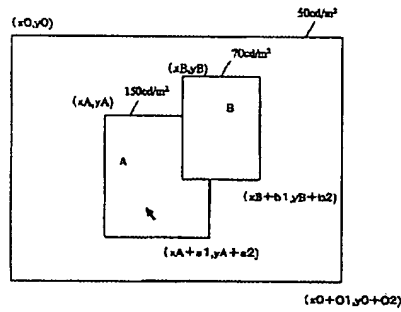 50cd/m²
(x0,y0)
70cd/m²
(xB,yB)
150cd/m²
(xA,yA)
B
A
(xB+b1,yB+b2)
(xA+a1,yA+a2)
(x0+O1,y0+O2)